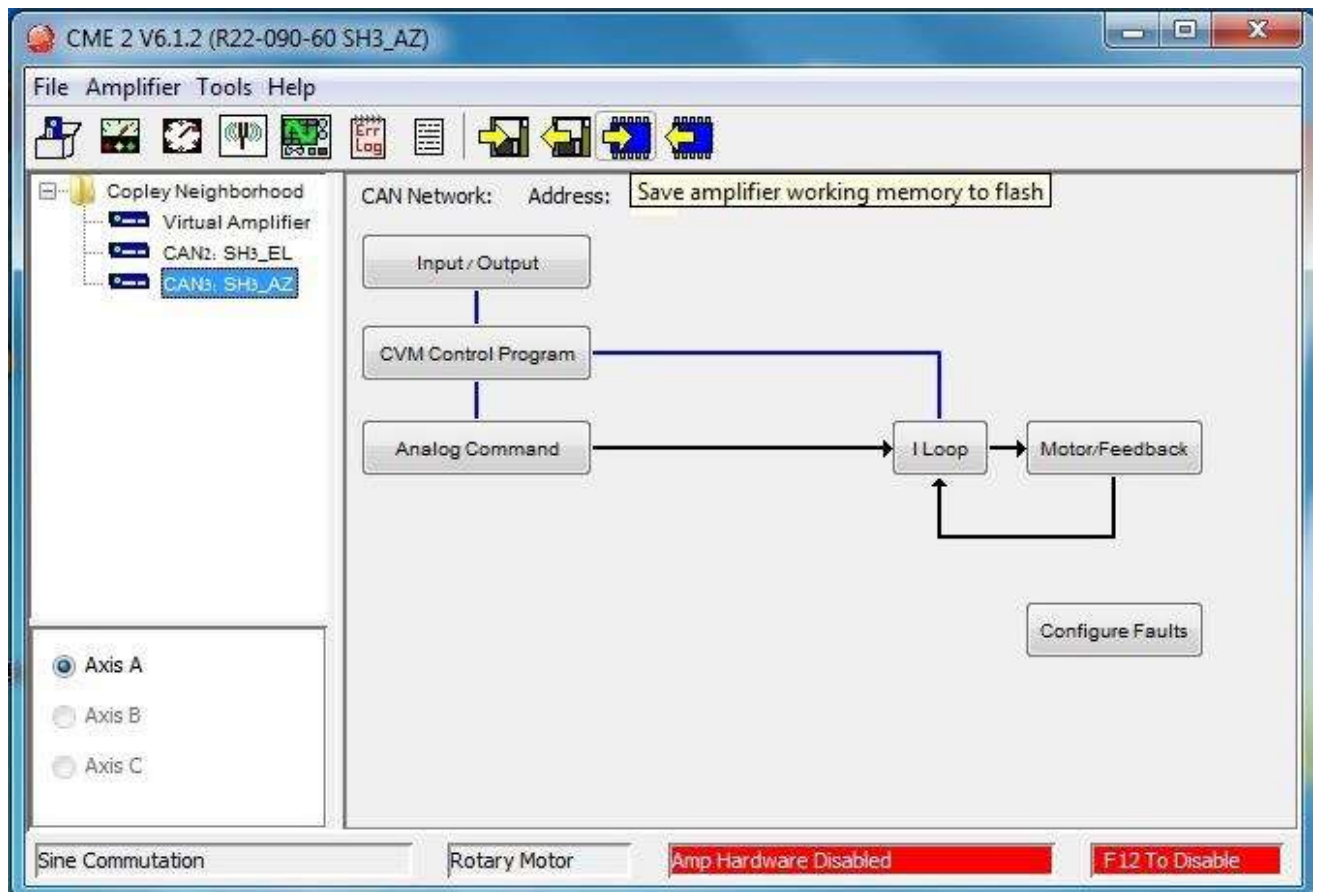 CME 2 V6.1.2 (R22-090-60 SH3_AZ)
File Amplifier Tools Help
Err Log
Copley Neighborhood
Virtual Amplifier
CAN2: SH3_EL
CAN3: SH3_AZ
CAN Network: Address:
Save amplifier working memory to flash
Input / Output
CVM Control Program
Analog Command
I Loop
Motor/Feedback
Configure Faults
Axis A
Axis B
Axis C
Sine Commutation
Rotary Motor
Amp Hardware Disabled
F12 To Disable